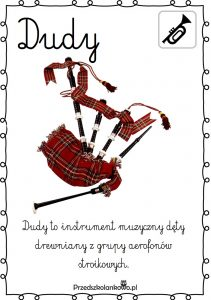 Dudy
Dudy to instrument muzyczny dęty
drewniany z grupy aerofonów
stroikowych.
Przedszkolankowo.pl